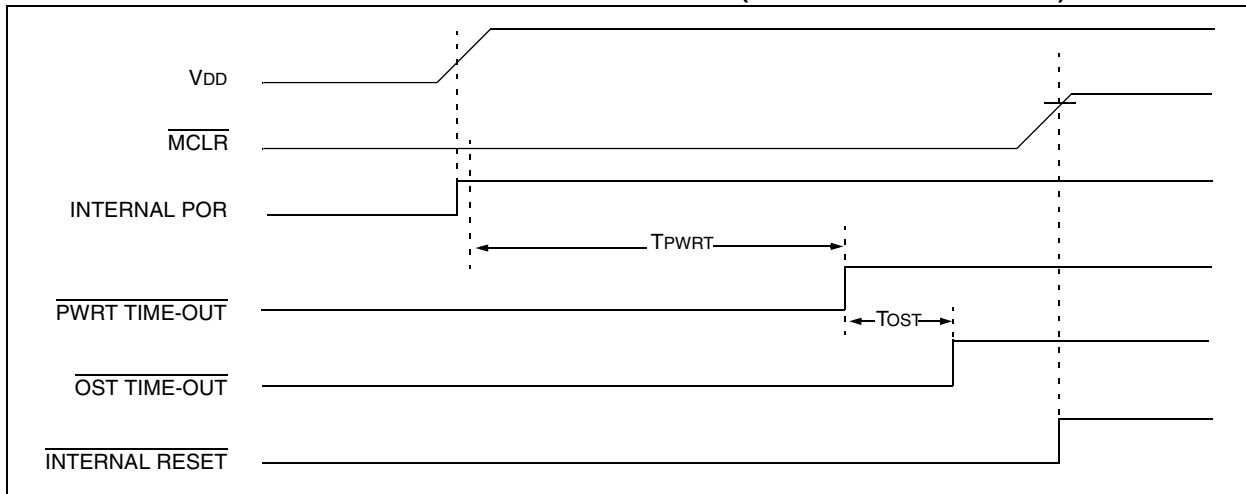 VDD
MCLR
INTERNAL POR
TPWRT
PWRT TIME-OUT
TOST
OST TIME-OUT
INTERNAL RESET